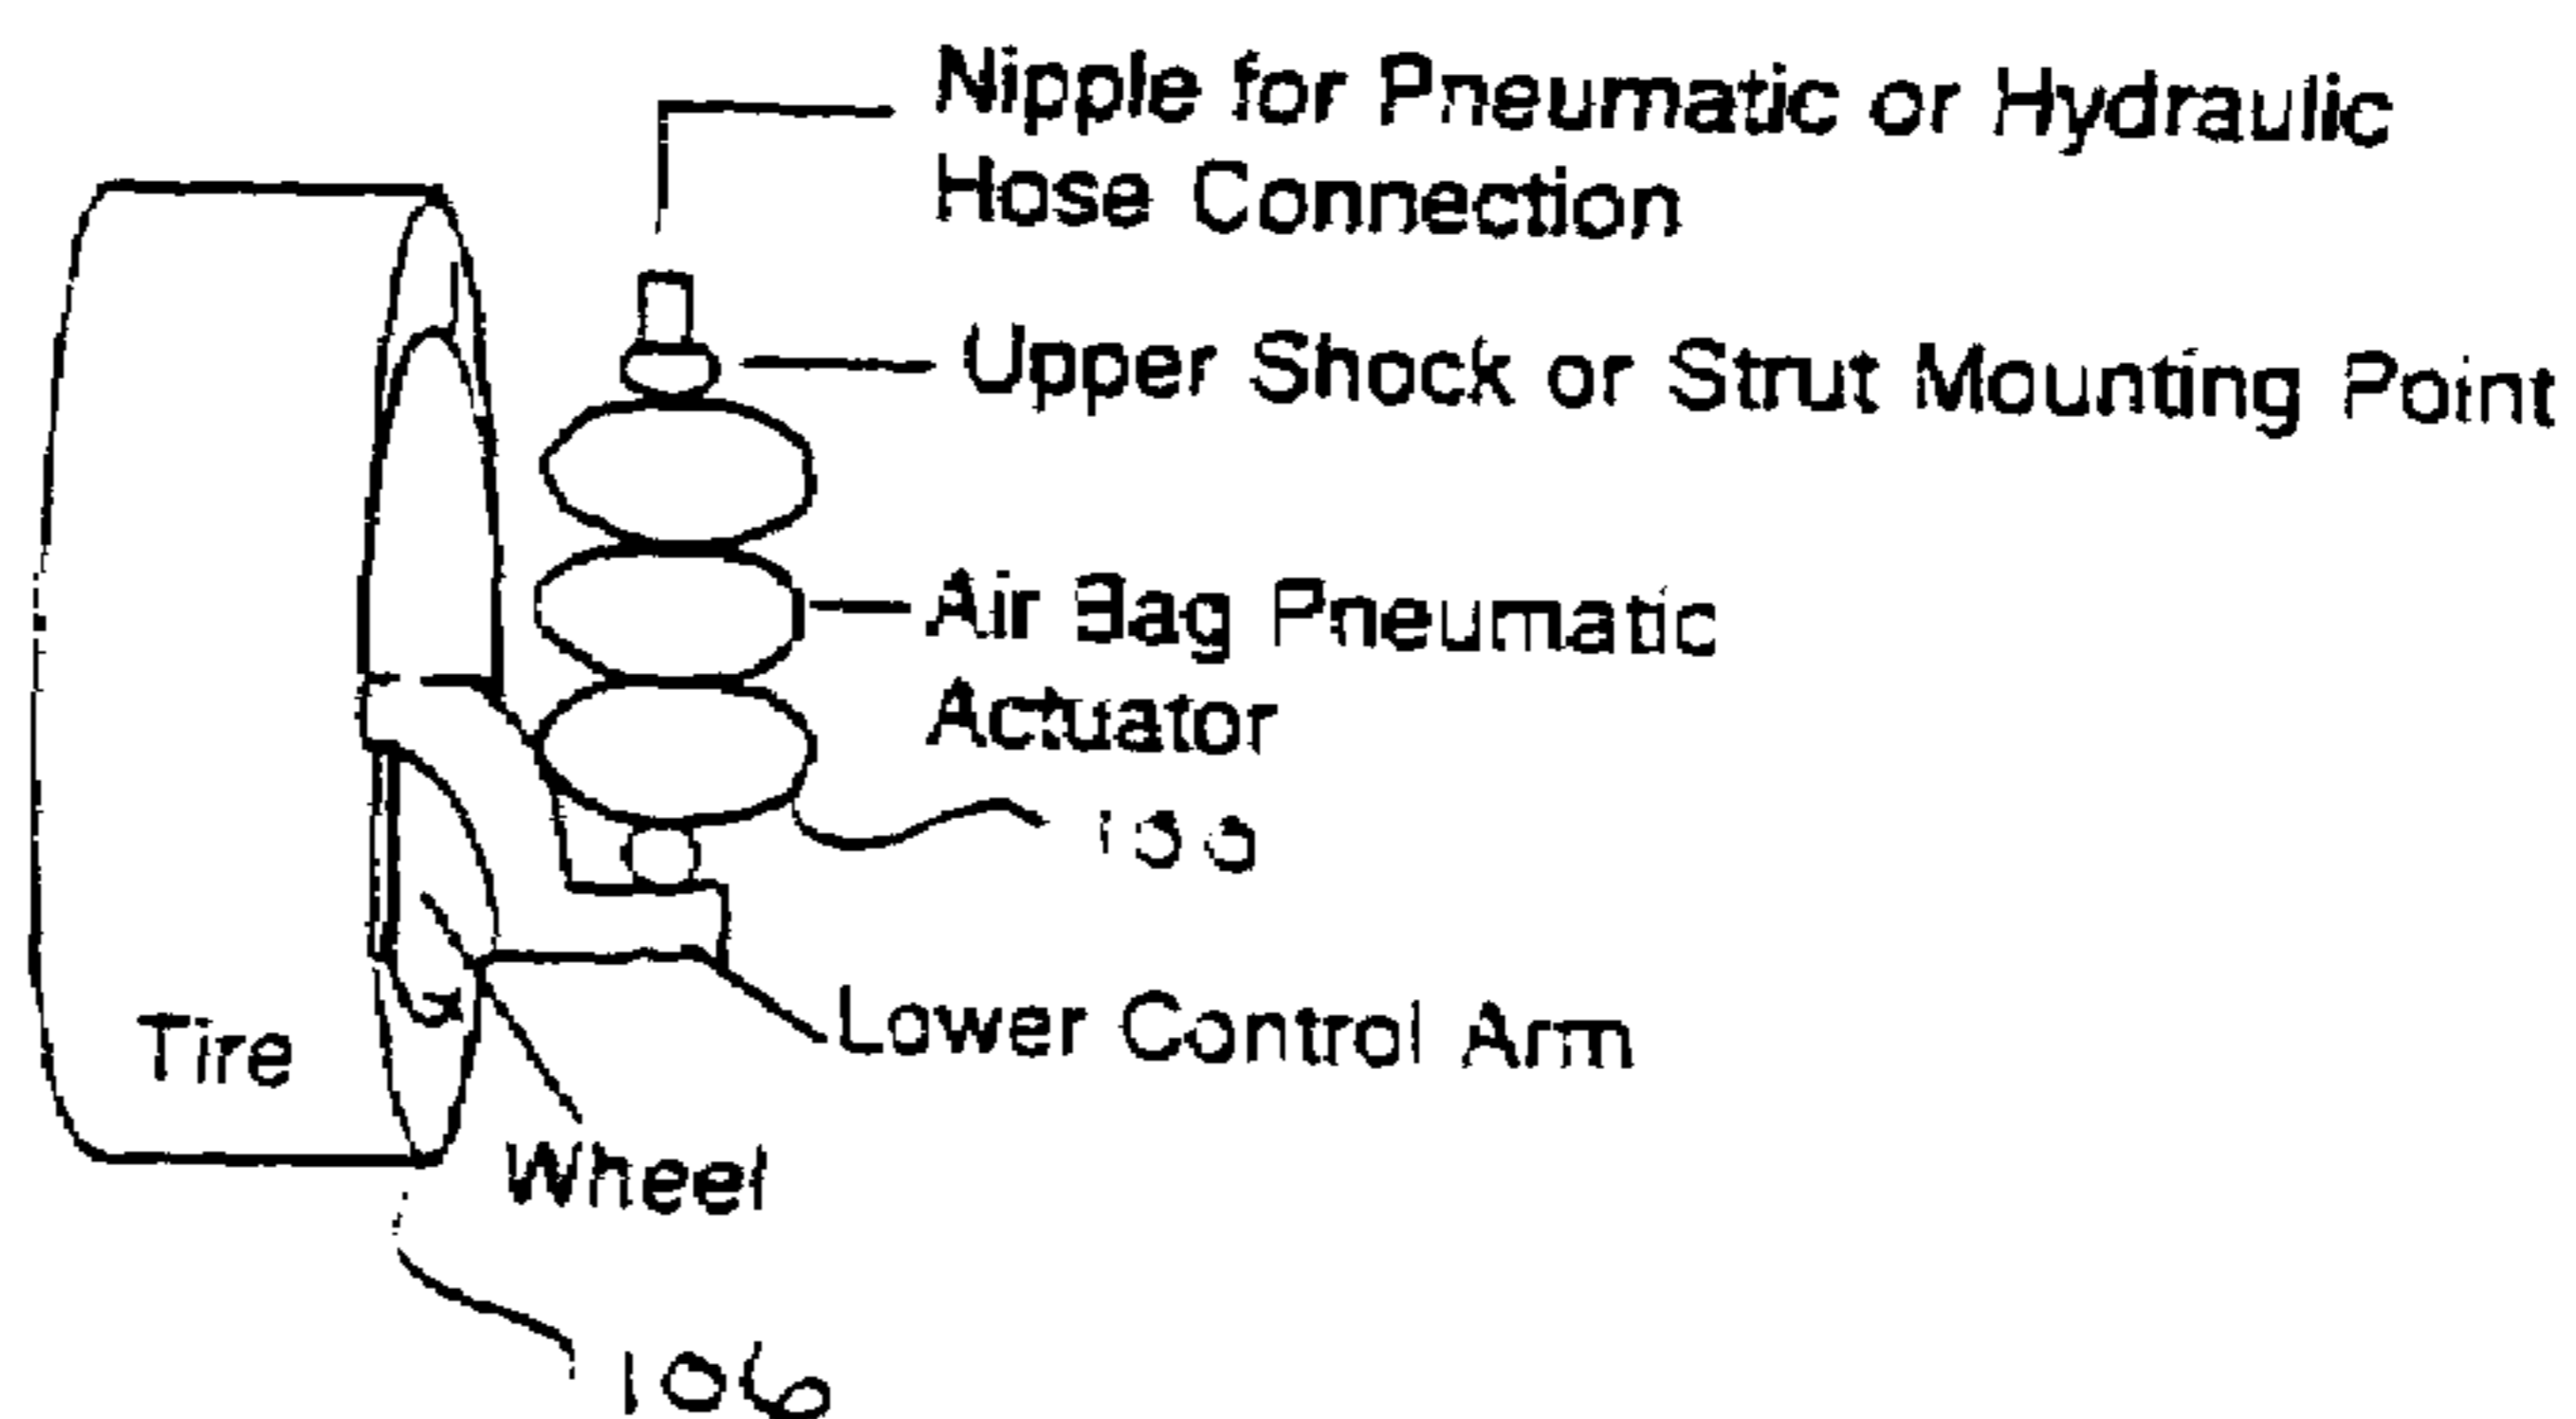 Nipple for Pneumatic or Hydraulic
Hose Connection
Upper Shock or Strut Mounting Point
Air Bag Pneumatic
Actuator
Lower Control Arm
Tire
Wheel
106